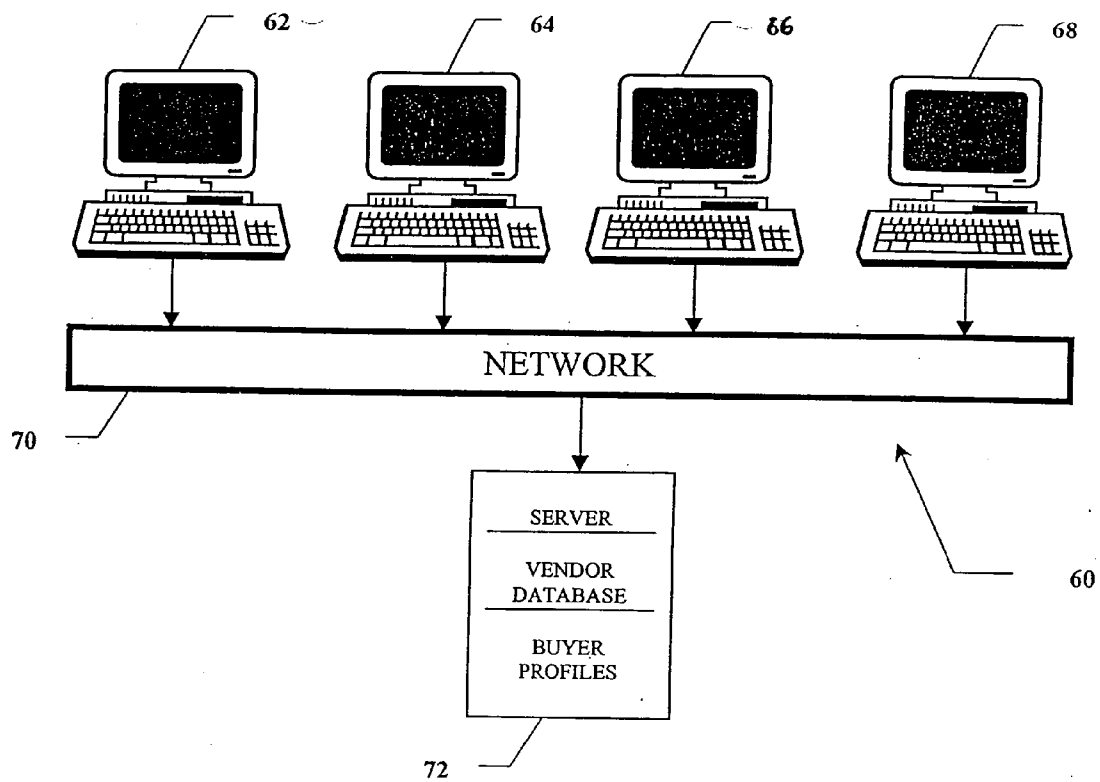 62
64
66
68
NETWORK
70
SERVER
VENDOR
DATABASE
60
BUYER
PROFILES
72